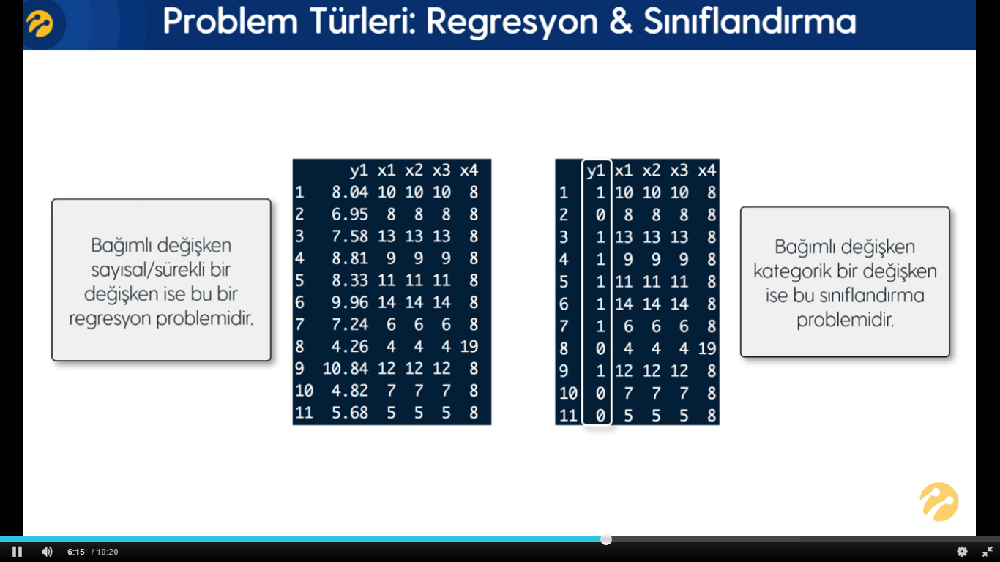 Problem Türleri: Regresyon & Sınıflandırma
Bağımlı değişken
sayısal/sürekli bir
değişken ise bu bir
regresyon problemidir.
y1 x1 x2 x3 x4
1 8.04 10 10 10 8
2 6.95 8 8 8 8
3 7.58 13 13 13 8
4 8.81 9 9 9 8
5 8.33 11 11 11 8
6 9.96 14 14 14 8
7 7.24 6 6 6 8
8 4.26 4 4 4 19
9 10.84 12 12 12 8
10 4.82 7 7 7 8
11 5.68 5 5 5 8
y1 x1 x2 x3 x4
1 1 10 10 10 8
2 0 8 8 8 8
3 1 13 13 13 8
4 1 9 9 9 8
5 1 11 11 11 8
6 1 14 14 14 8
7 1 6 6 6 8
8 0 4 4 4 19
9 1 12 12 12 8
10 0 7 7 7 8
11 0 5 5 5 8
Bağımlı değişken
kategorik bir değişken
ise bu sınıflandırma
problemidir.
6:15 / 10:20